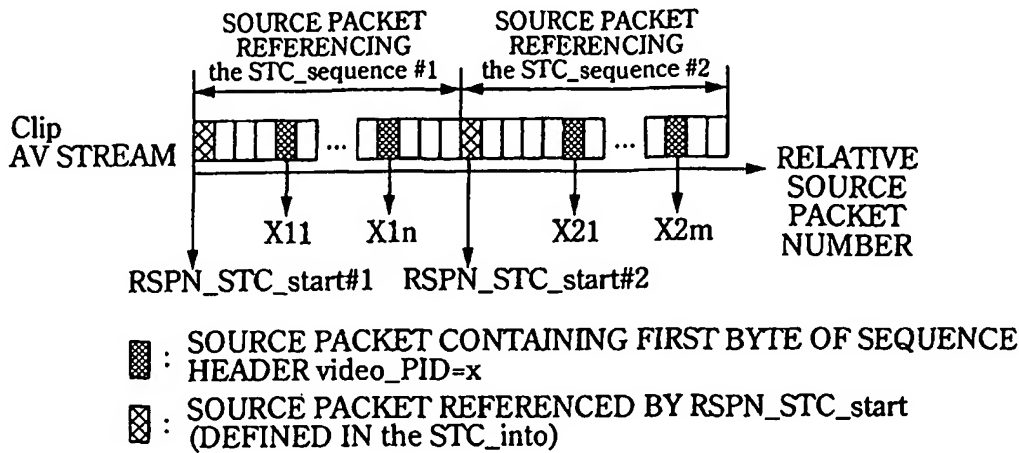 SOURCE PACKET
REFERENCING
the STC_sequence #1
SOURCE PACKET
REFERENCING
the STC_sequence #2
Clip
AV STREAM
...
...
RELATIVE
SOURCE
PACKET
NUMBER
X11
X1n
X21
X2m
RSPN_STC_start#1
RSPN_STC_start#2
: SOURCE PACKET CONTAINING FIRST BYTE OF SEQUENCE
HEADER video_PID=x
: SOURCE PACKET REFERENCED BY RSPN_STC_start
(DEFINED IN the STC_into)